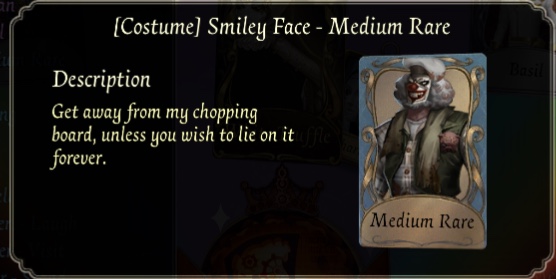 [Costume] Smiley Face - Medium Rare
Description
Get away from my chopping
board, unless you wish to lie on it
forever.
Medium Rare
Basil